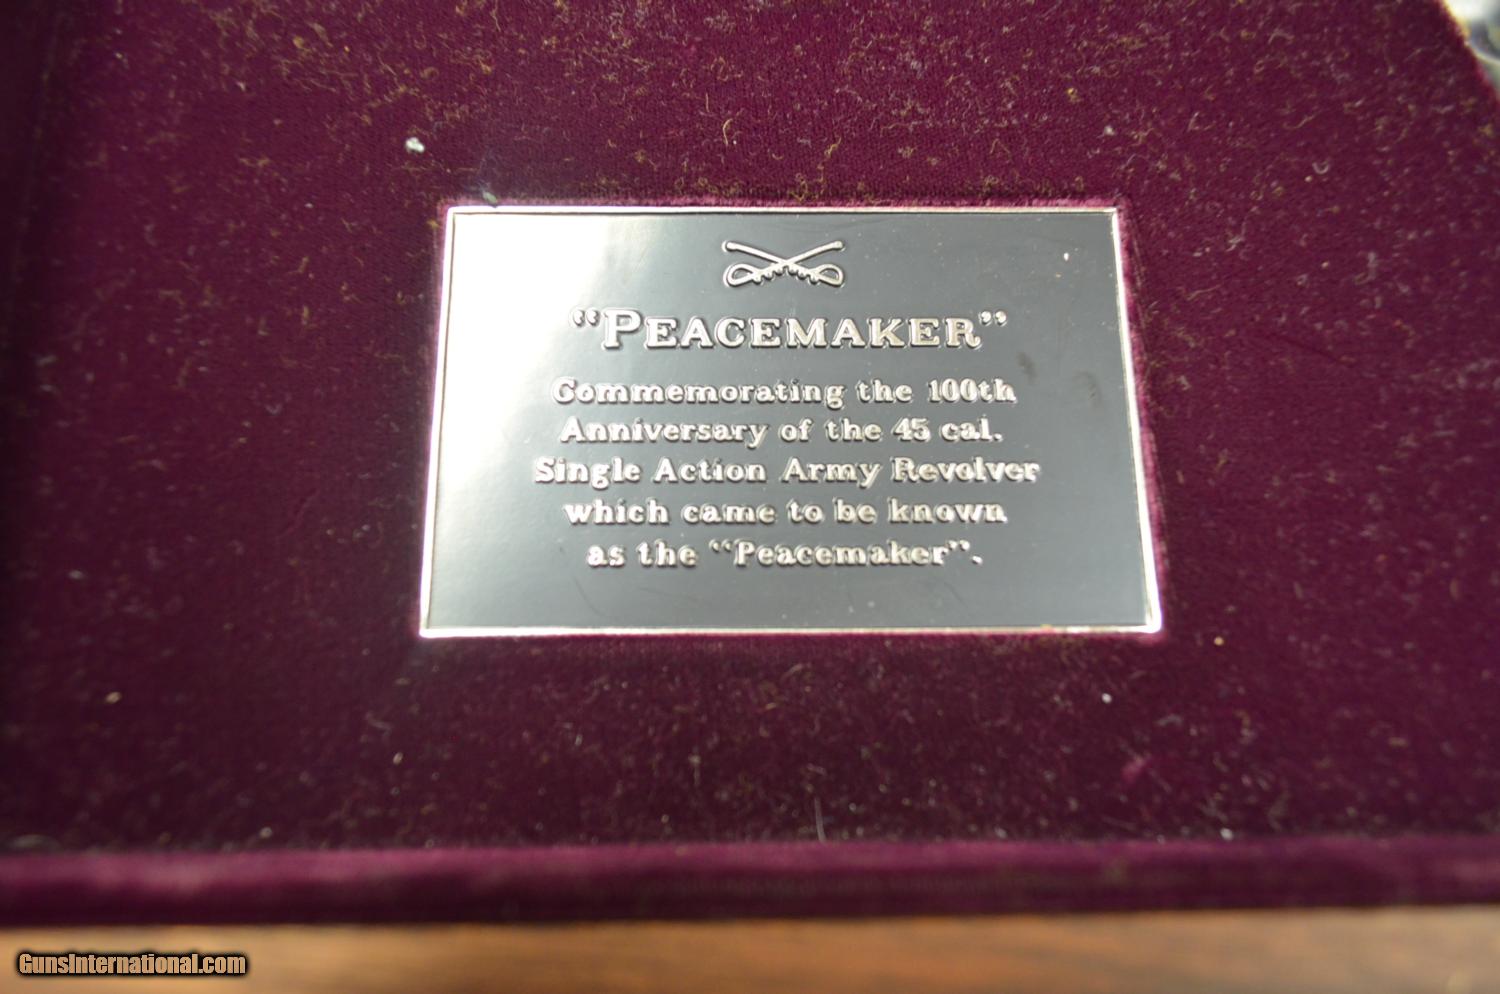 "PEACEMAKER"
Commemorating the 100th
Anniversary of the 45 cal.
Single Action Army Revolver
which came to be known
as the "Peacemaker".
GunsInternational.com